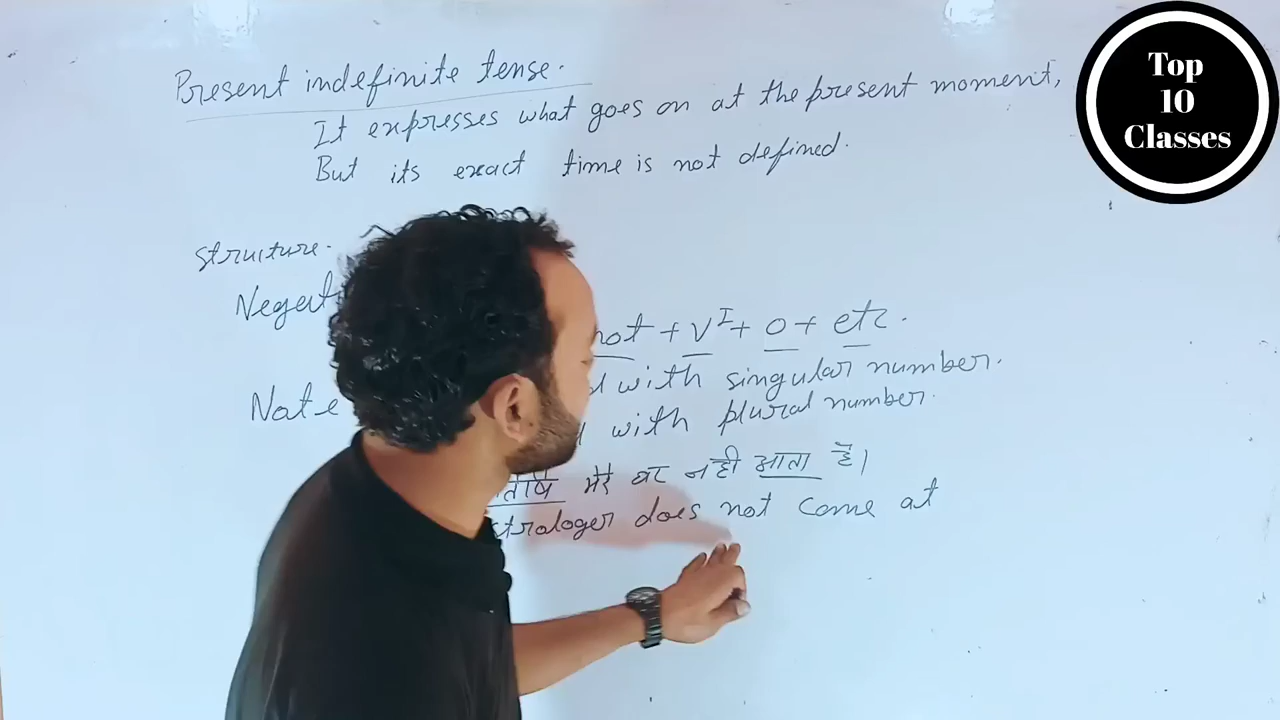 Present indefinite tense.
It expresses what goes on at the present moment,
But its exact time is not defined.
structure.
not + V I + O + etc.
Note with singular number.
with plural number.
मेरे घर नही आता है।
does not come at
Top
10
Classes